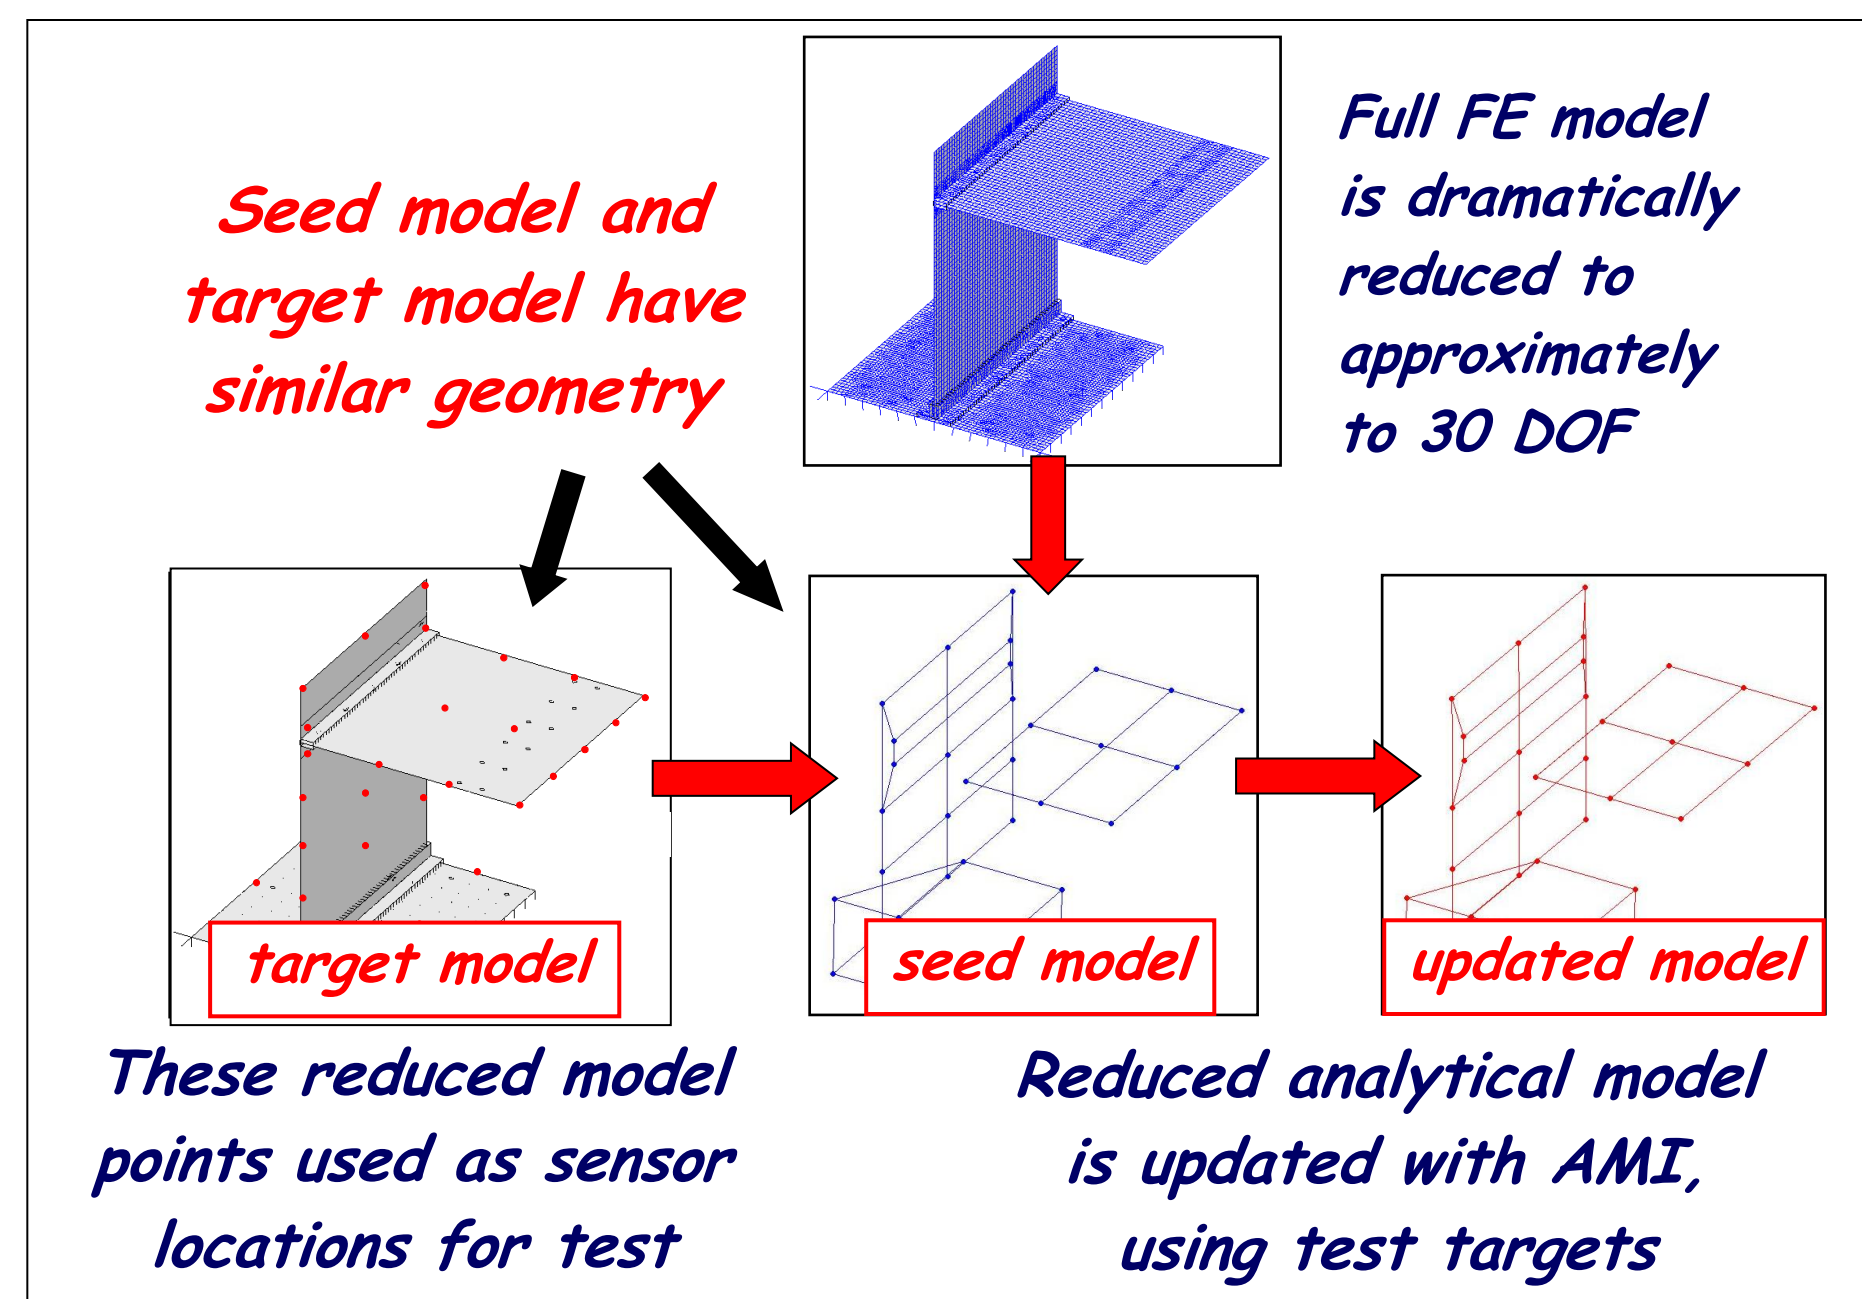 Seed model and
target model have
similar geometry
Full FE model
is dramatically
reduced to
approximately
to 30 DOF
target model
seed model
updated model
These reduced model
points used as sensor
locations for test
Reduced analytical model
is updated with AMI,
using test targets